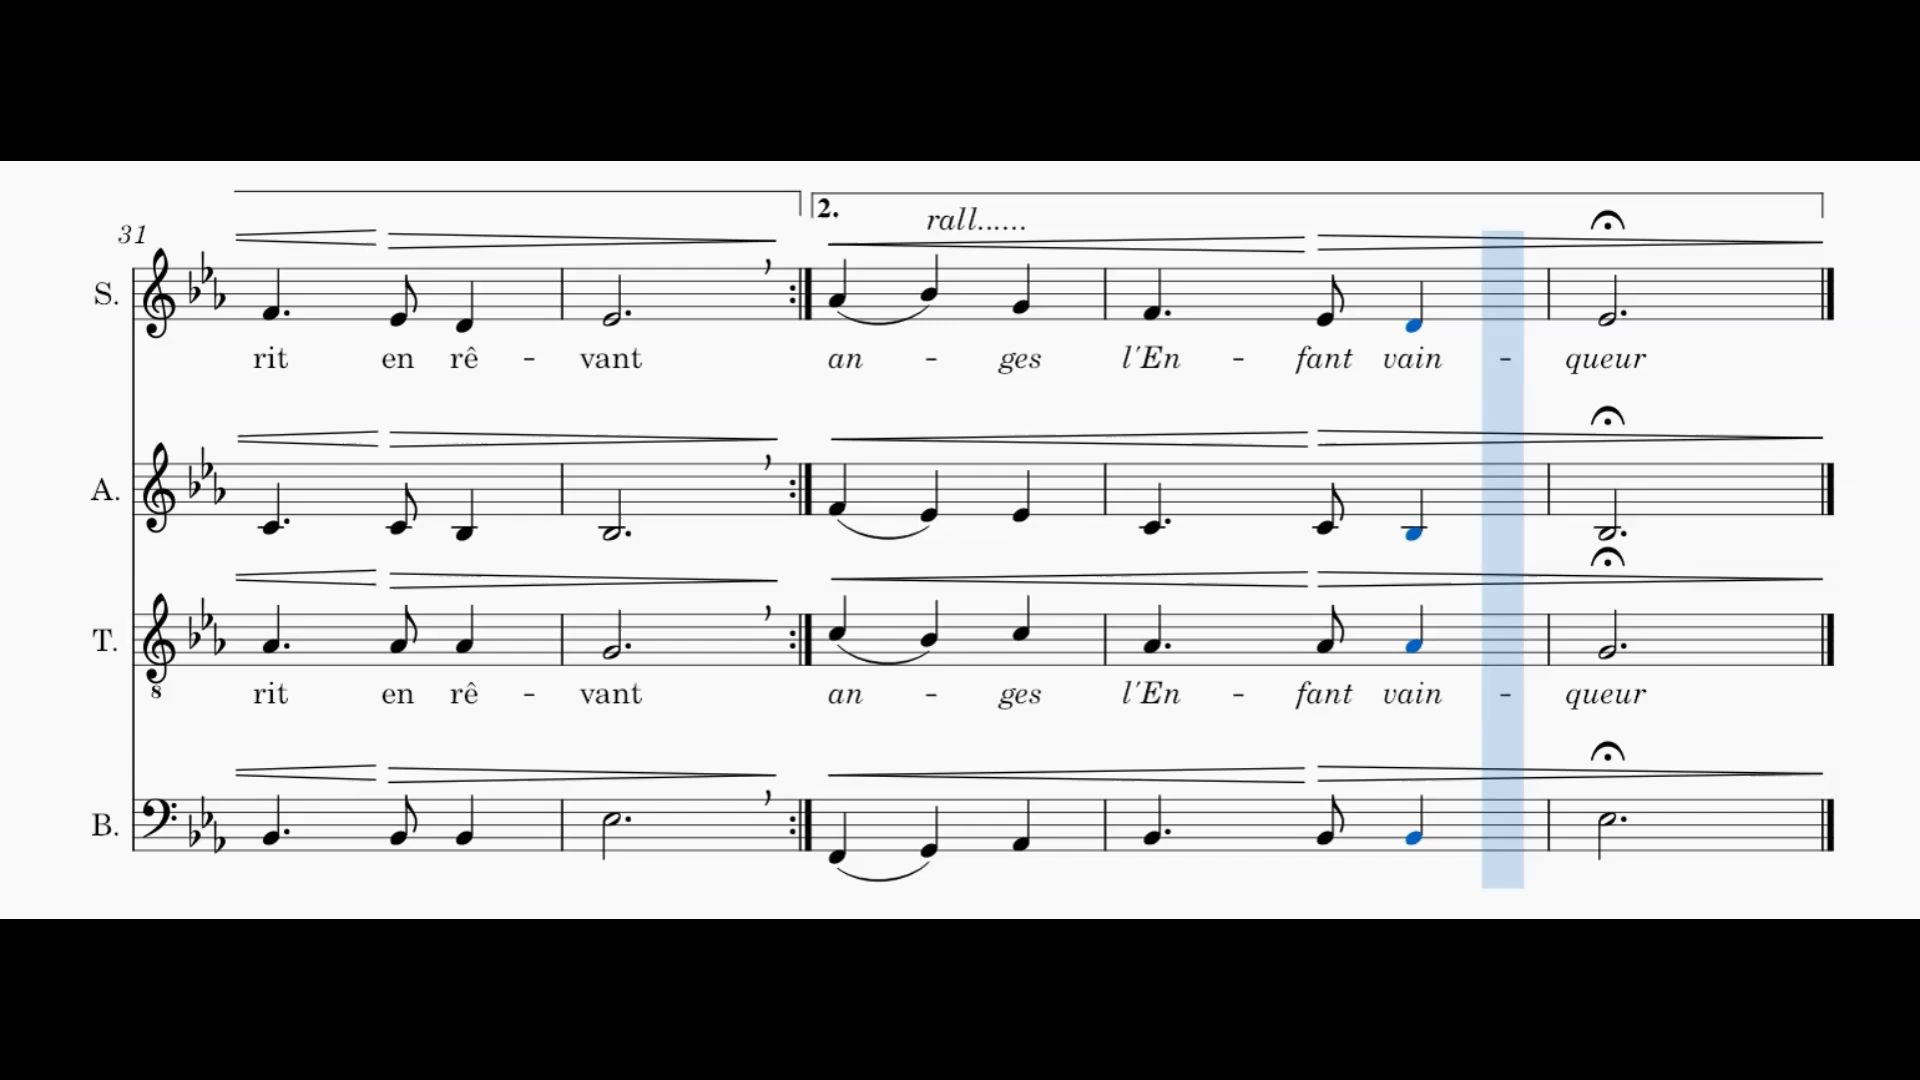 2.
rall......
31
S.
rit en rê - vant an - ges l'En - fant vain - queur
A.
T.
8
rit en rê - vant an - ges l'En - fant vain - queur
B.